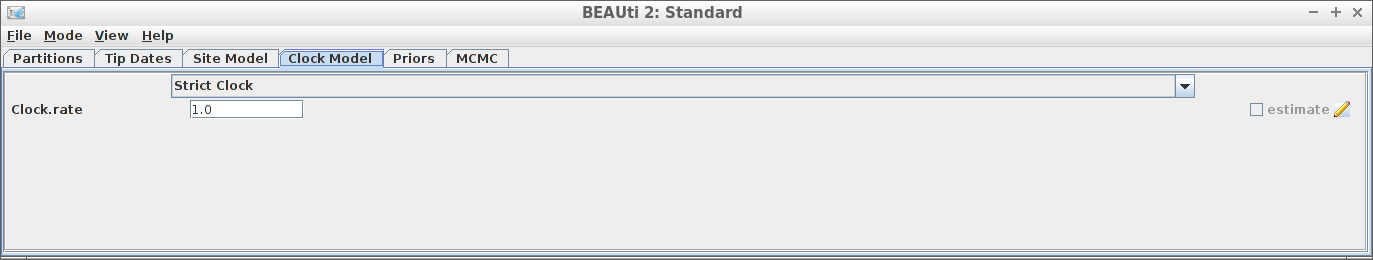 BEAUti 2: Standard
File Mode View Help
Partitions Tip Dates Site Model Clock Model Priors MCMC
Strict Clock
Clock.rate 1.0 estimate